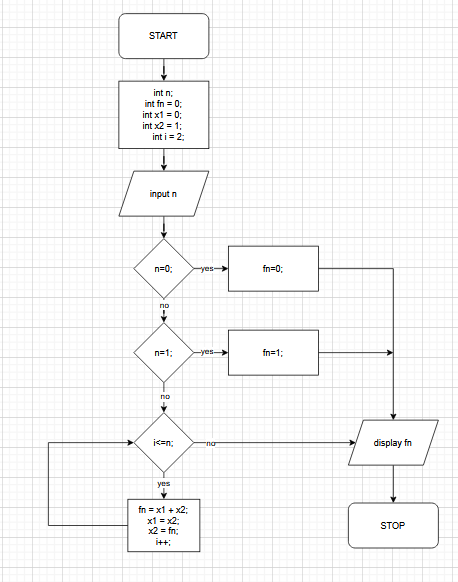 START
int n;
int fn = 0;
int x1 = 0;
int x2 = 1;
int i = 2;
input n
n=0;
yes
fn=0;
no
n=1;
yes
fn=1;
no
i<=n;
no
display fn
yes
fn = x1 + x2;
x1 = x2;
x2 = fn;
i++;
STOP